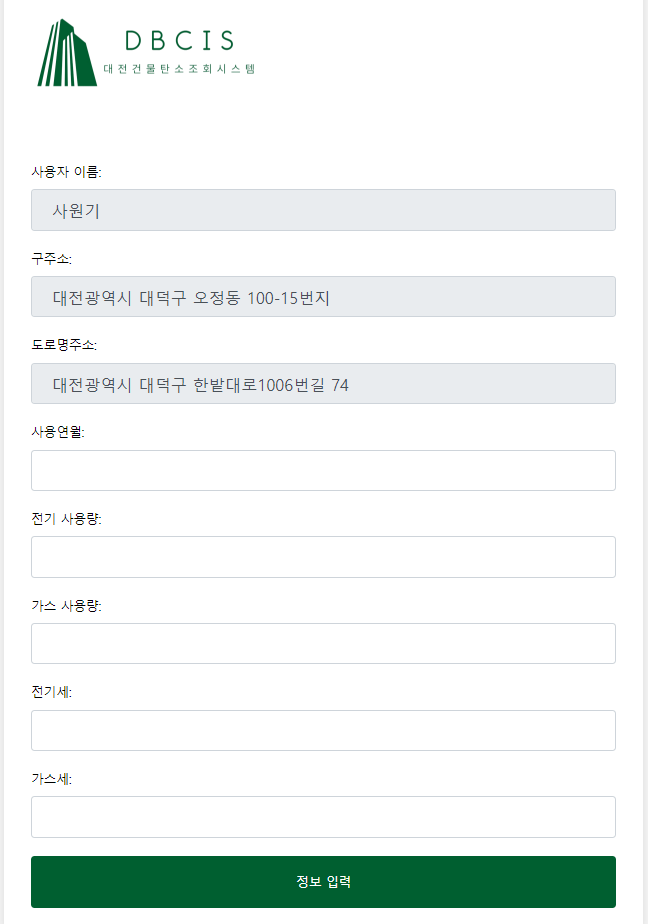 DBCIS
대전건물탄소조회시스템
사용자 이름:
사원기
구주소:
대전광역시 대덕구 오정동 100-15번지
도로명주소:
대전광역시 대덕구 한밭대로1006번길 74
사용연월:
전기 사용량:
가스 사용량:
전기세:
가스세:
정보 입력